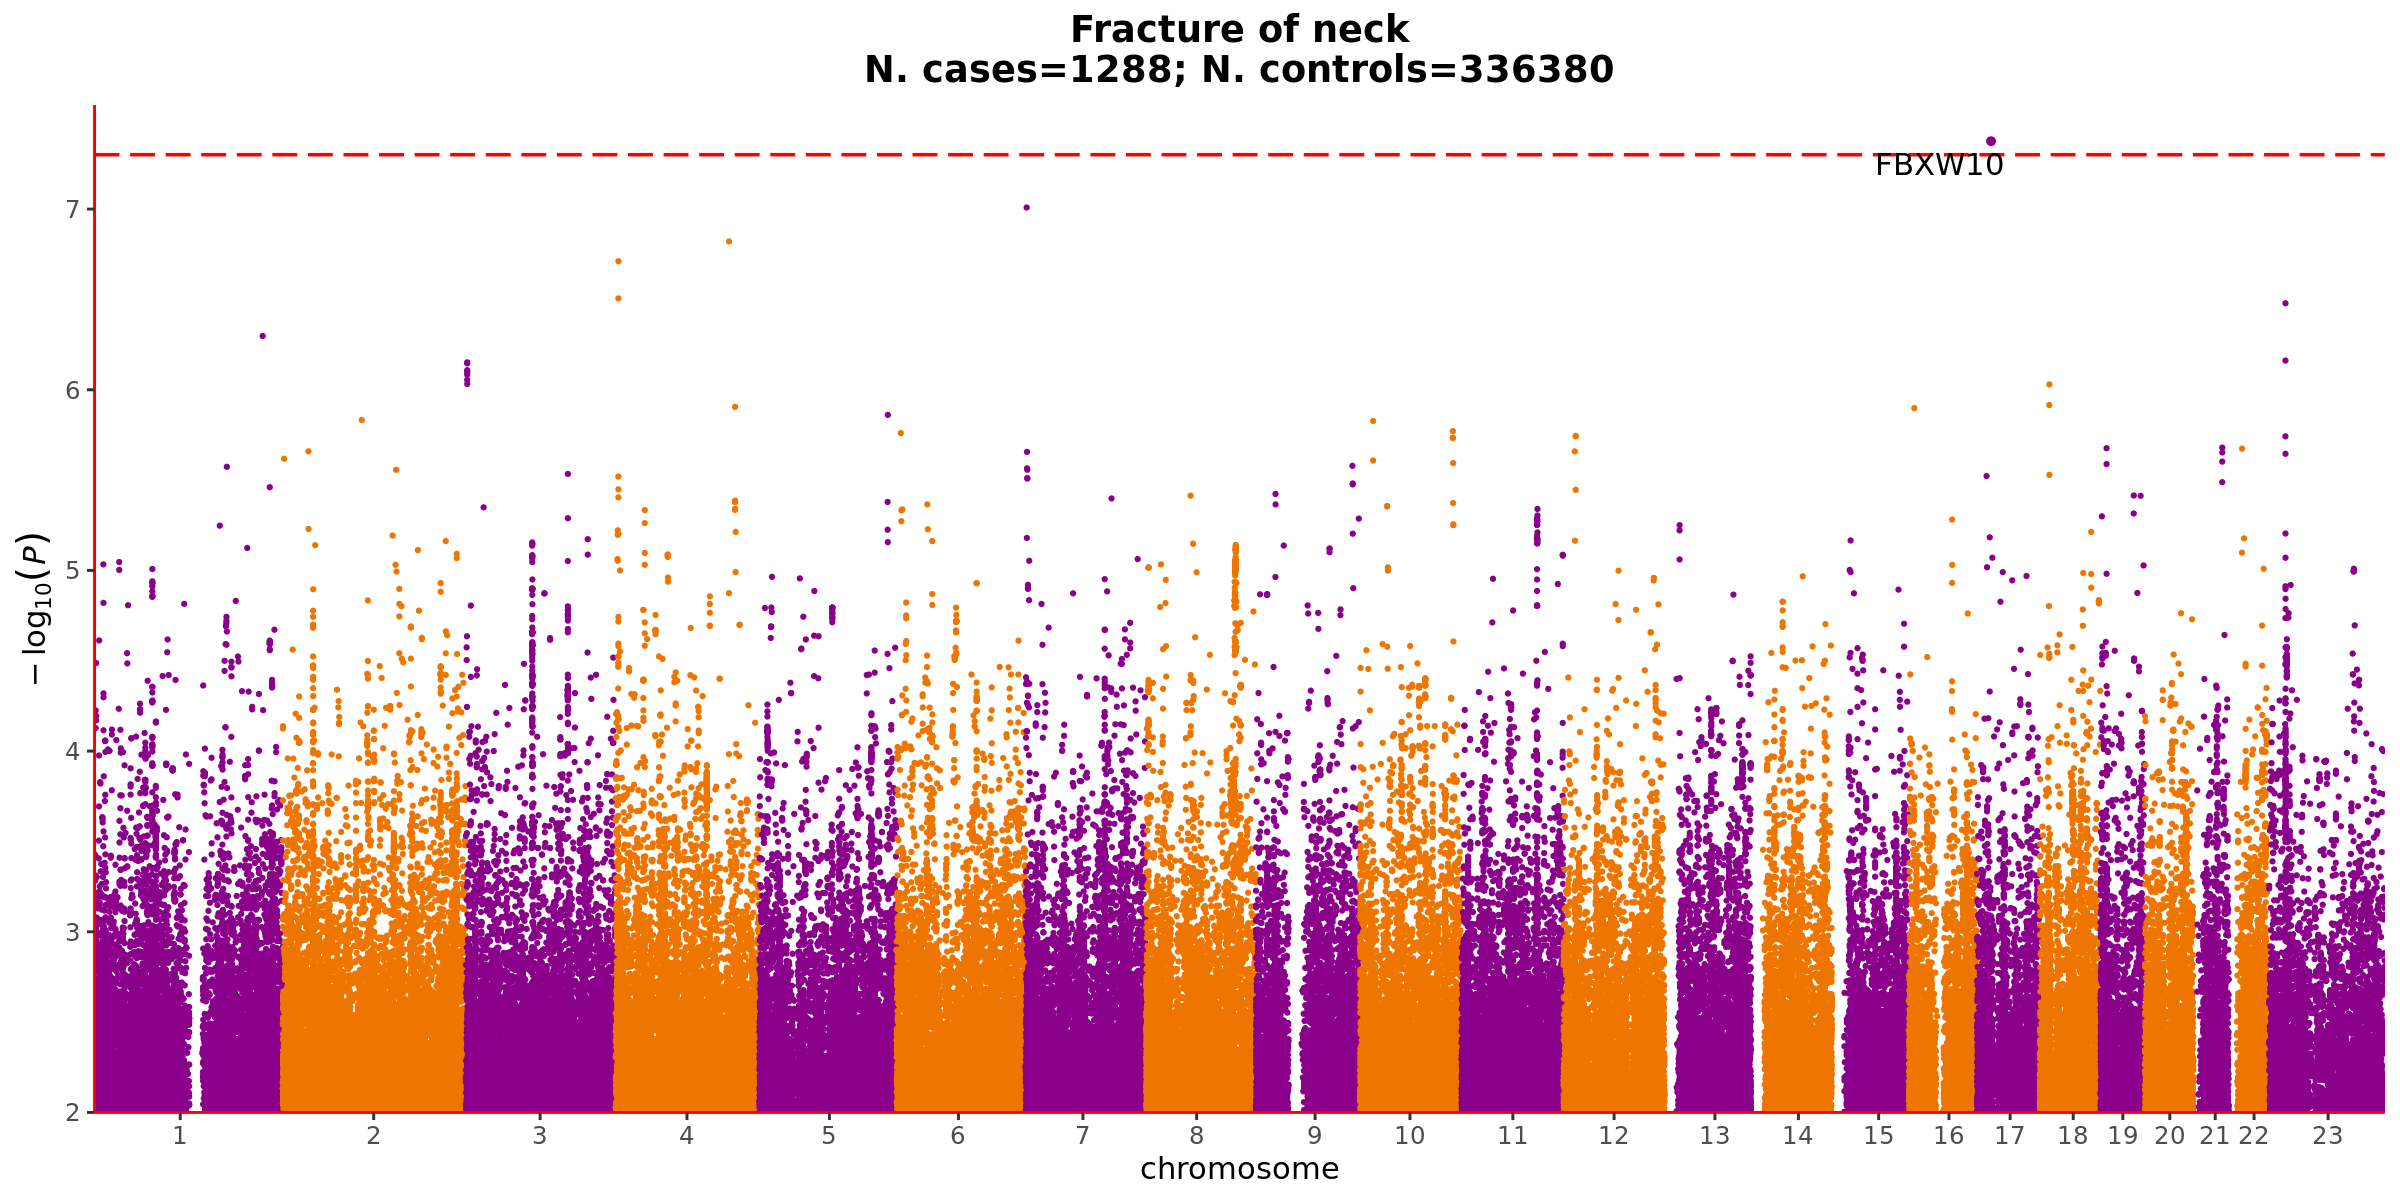 Fracture of neck
N. cases=1288; N. controls=336380
FBXW10
7
6
5
4
3
2
− log10(P)
1 2 3 4 5 6 7 8 9 10 11 12 13 14 15 16 17 18 19 20 21 22 23
chromosome